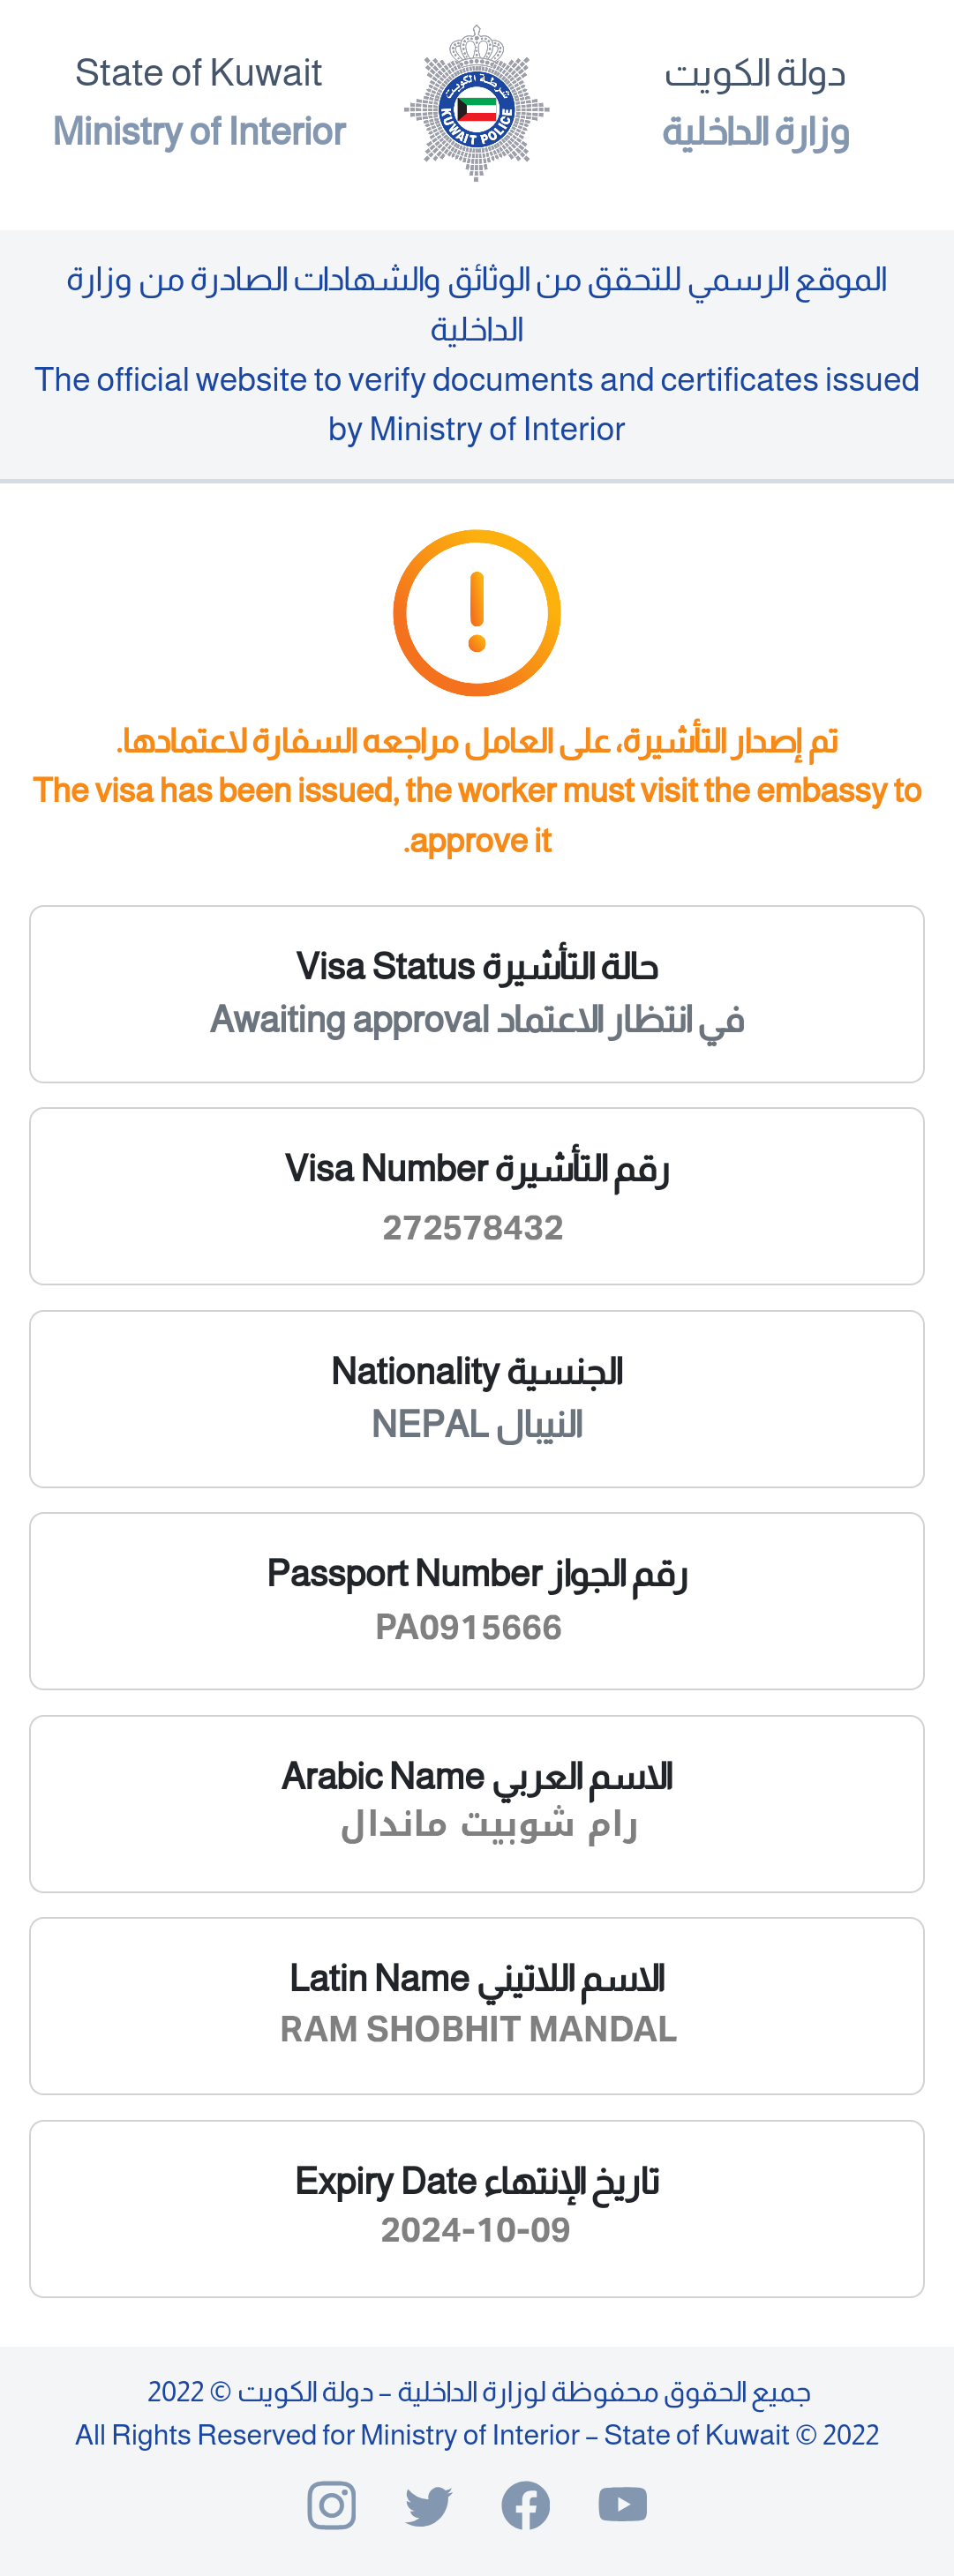 State of Kuwait
Ministry of Interior
دولة الكويت
وزارة الداخلية
شرطة الكويت
KUWAIT POLICE
الموقع الرسمي للتحقق من الوثائق والشهادات الصادرة من وزارة
الداخلية
The official website to verify documents and certificates issued
by Ministry of Interior
تم إصدار التأشيرة، على العامل مراجعه السفارة لاعتمادها.
The visa has been issued, the worker must visit the embassy to
.approve it
Visa Status حالة التأشيرة
Awaiting approval في انتظار الاعتماد
Visa Number رقم التأشيرة
272578432
Nationality الجنسية
NEPAL النيبال
Passport Number رقم الجواز
PA0915666
Arabic Name الاسم العربي
رام شوبيت ماندال
Latin Name الاسم اللاتيني
RAM SHOBHIT MANDAL
Expiry Date تاريخ الإنتهاء
2024-10-09
جميع الحقوق محفوظة لوزارة الداخلية – دولة الكويت © 2022
All Rights Reserved for Ministry of Interior – State of Kuwait © 2022